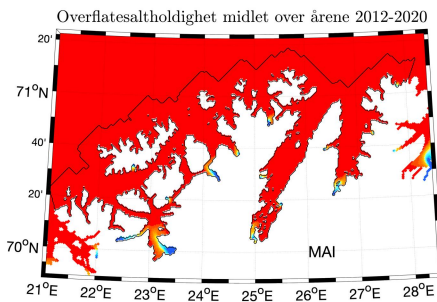 Overflatesaltholdighet midlet over årene 2012-2020
20'
71°N
40'
20'
70°N
MAI
21°E 22°E 23°E 24°E 25°E 26°E 27°E 28°E